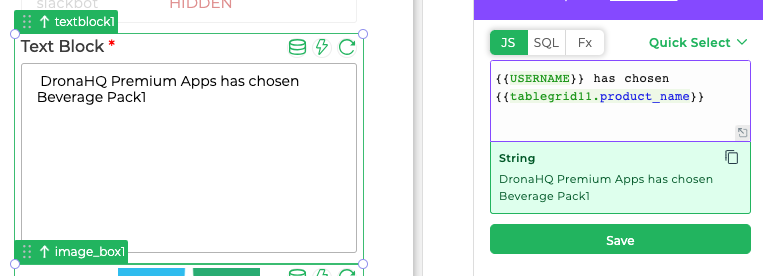 slackbot
HIDDEN
textblock1
Text Block *
DronaHQ Premium Apps has chosen
Beverage Pack1
image_box1
JS
SQL
Fx
Quick Select
{{USERNAME}} has chosen
{{tablegrid11.product_name}}
String
DronaHQ Premium Apps has chosen
Beverage Pack1
Save